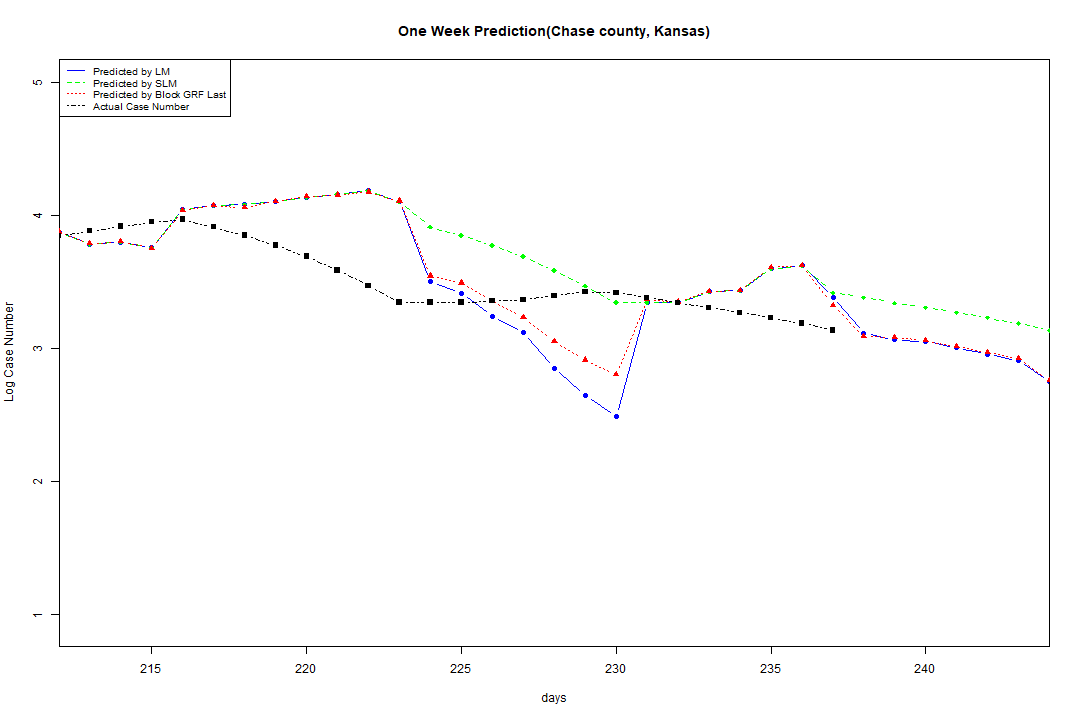 One Week Prediction(Chase county, Kansas)
Predicted by LM
Predicted by SLM
Predicted by Block GRF Last
Actual Case Number
5
4
3
2
1
Log Case Number
215 220 225 230 235 240
days